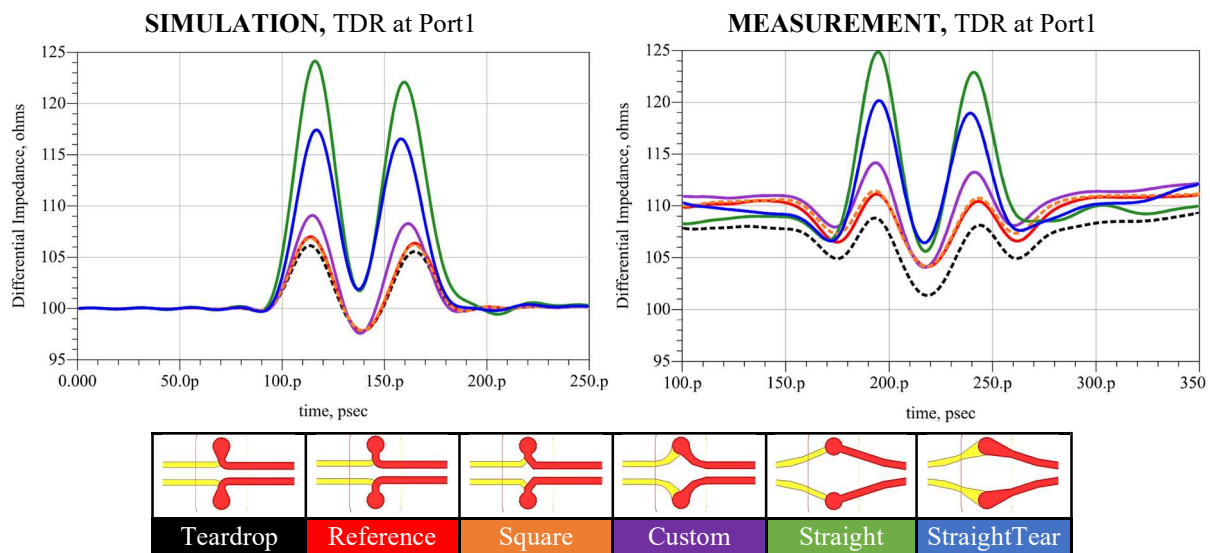 SIMULATION, TDR at Port1
125
120
115
110
105
100
95
Differential Impedance, ohms
0.000
50.0p
100.p
150.p
200.p
250.p
time, psec
MEASUREMENT, TDR at Port1
125
120
115
110
105
100
95
Differential Impedance, ohms
100.p
200.p
250.p
300.p
350
time, psec
Teardrop
Reference
Square
Custom
Straight
StraightTear